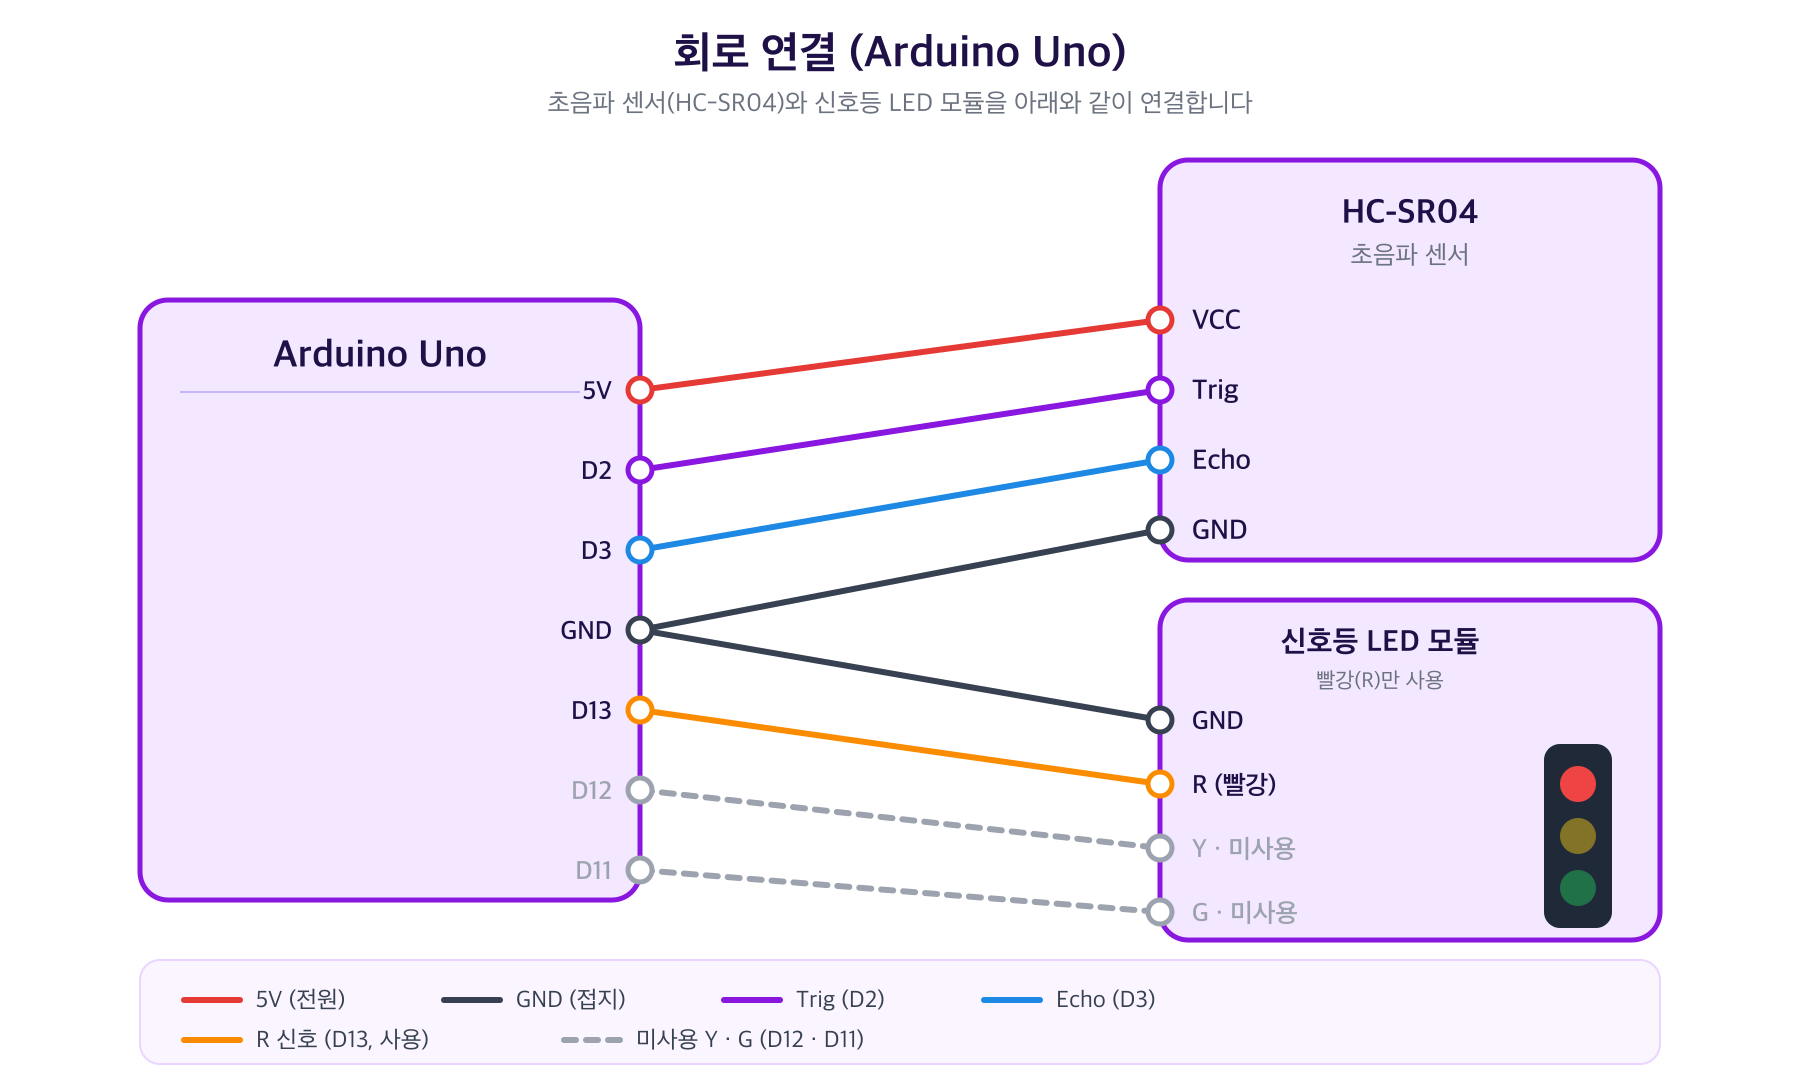 회로 연결 (Arduino Uno)
초음파 센서(HC-SR04)와 신호등 LED 모듈을 아래와 같이 연결합니다
Arduino Uno
5V
D2
D3
GND
D13
D12
D11
HC-SR04
초음파 센서
VCC
Trig
Echo
GND
신호등 LED 모듈
빨강(R)만 사용
GND
R (빨강)
Y · 미사용
G · 미사용
5V (전원) GND (접지) Trig (D2) Echo (D3)
R 신호 (D13, 사용) 미사용 Y · G (D12 · D11)